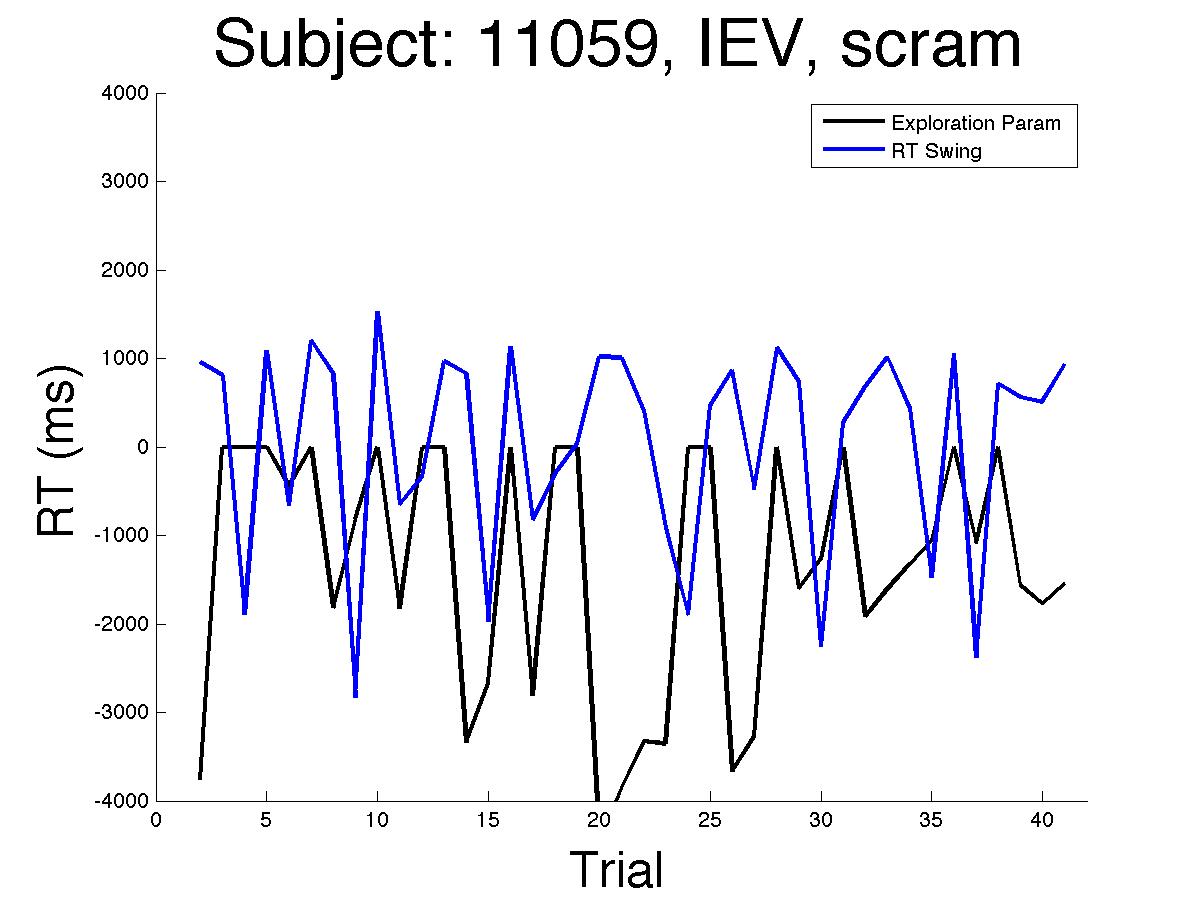 Subject: 11059, IEV, scram
4000
3000
2000
1000
0
-1000
-2000
-3000
-4000
RT (ms)
Exploration Param
RT Swing
0 5 10 15 20 25 30 35 40
Trial